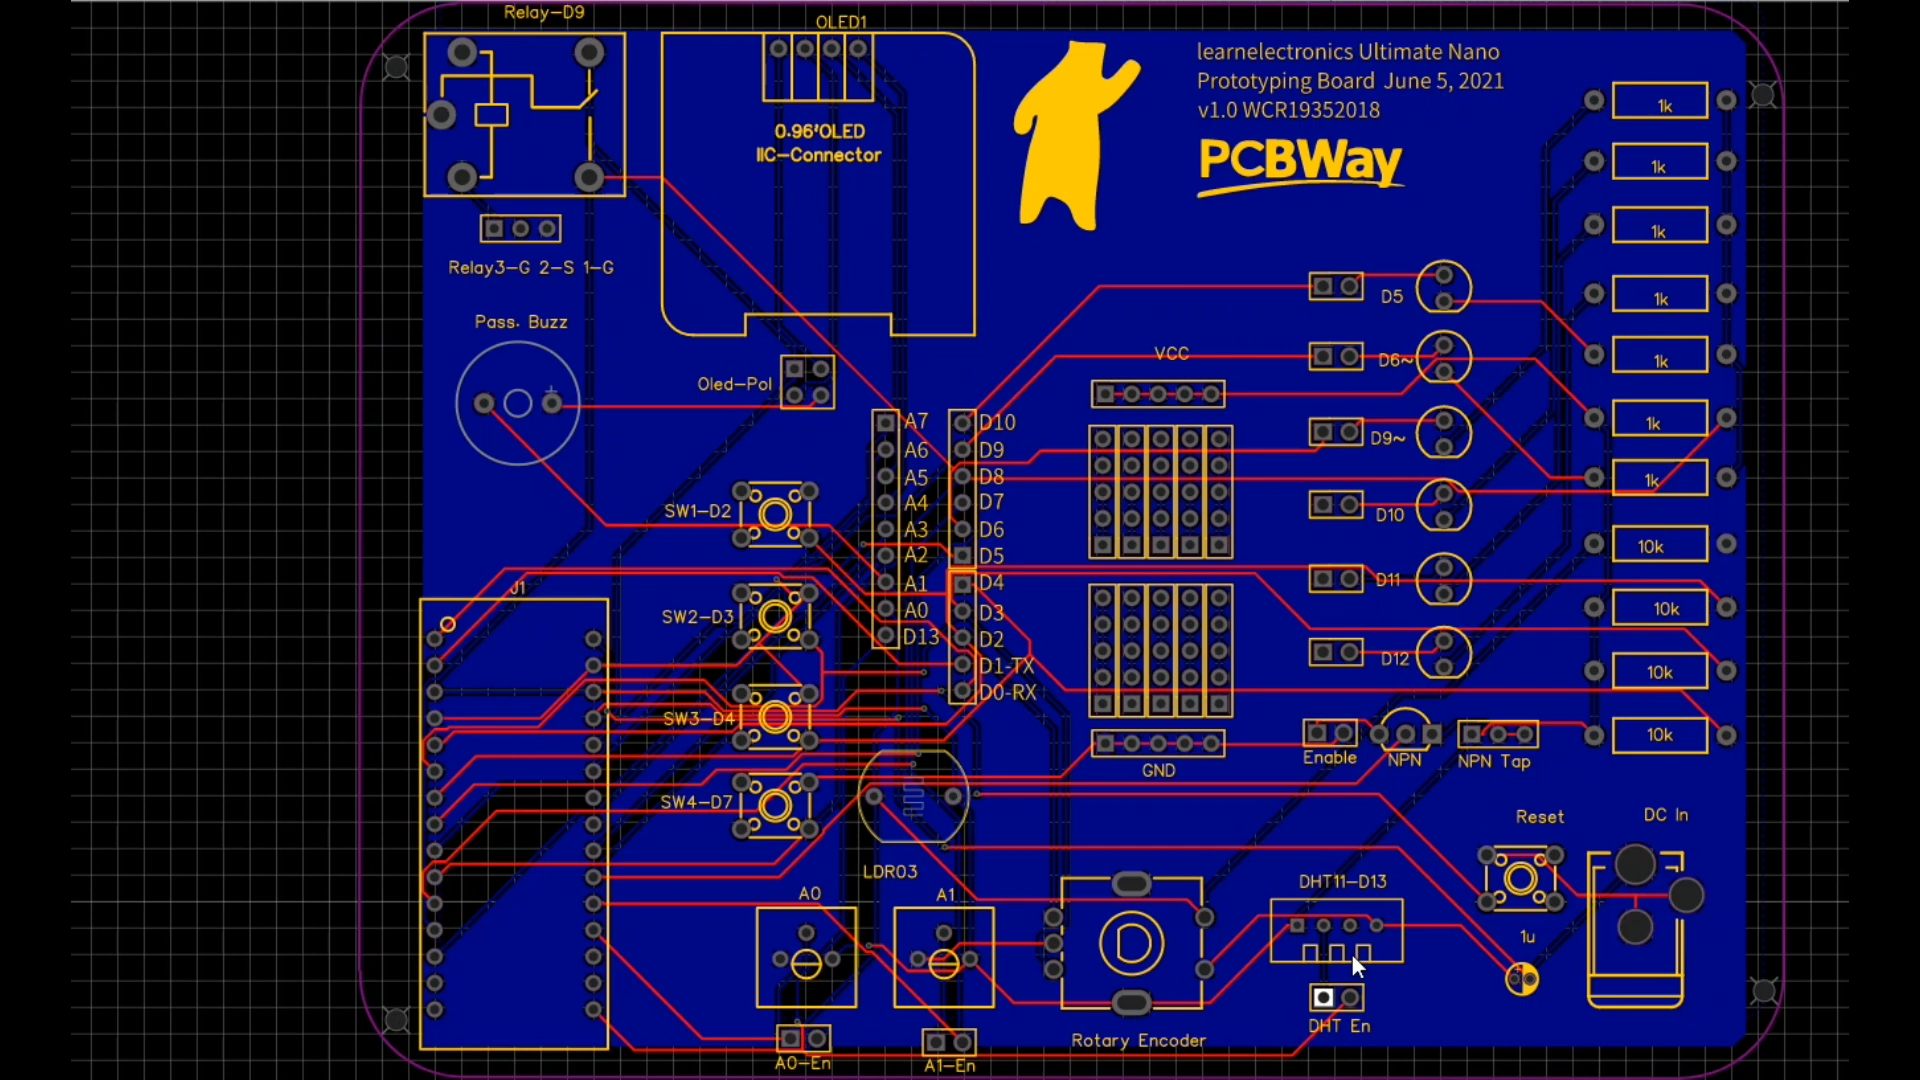 Relay-D9
OLED1
learnelectronics Ultimate Nano
Prototyping Board June 5, 2021
v1.0 WCR19352018
PCBWay
0.96'OLED
IIC-Connector
Relay3-G 2-S 1-G
Pass. Buzz
+
Oled-Pol
VCC
D5
D6~
D9~
D10
D11
D12
1k
1k
1k
1k
1k
1k
1k
10k
10k
10k
10k
A7
A6
A5
A4
A3
A2
A1
A0
D13
D10
D9
D8
D7
D6
D5
D4
D3
D2
D1-TX
D0-RX
SW1-D2
SW2-D3
SW3-D4
SW4-D7
J1
GND
Enable
NPN
NPN Tap
Reset
DC In
LDR03
A0
A1
DHT11-D13
1u
DHT En
Rotary Encoder
A0-En
A1-En